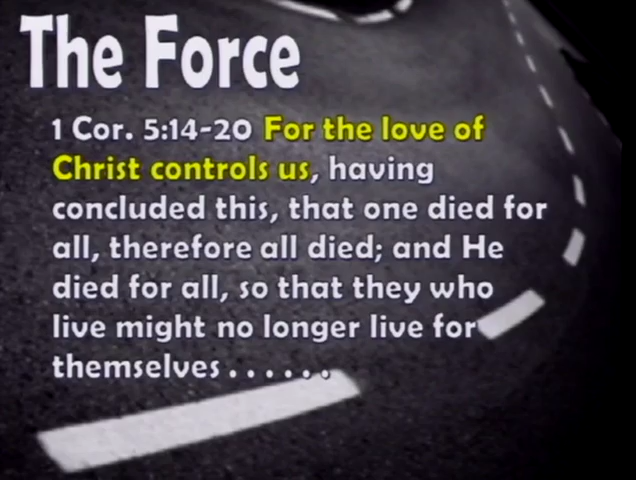 The Force
1 Cor. 5:14-20 For the love of
Christ controls us, having
concluded this, that one died for
all, therefore all died; and He
died for all, so that they who
live might no longer live for
themselves . . . . . .